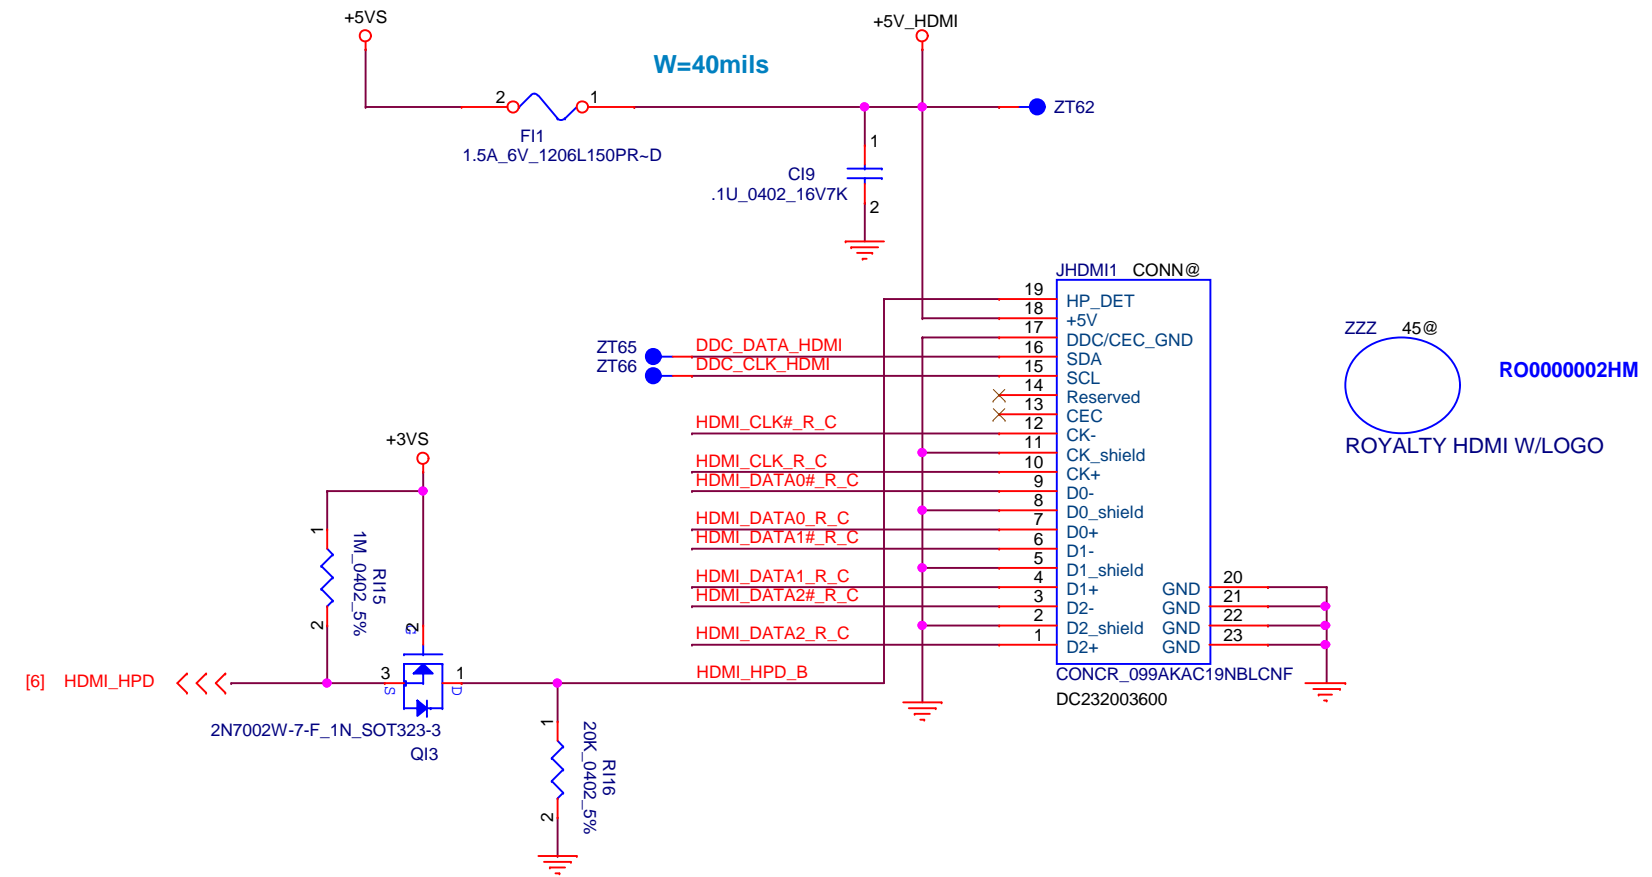 +5VS
+5V_HDMI
W=40mils
2
1
ZT62
FI1
1.5A_6V_1206L150PR~D
1
CI9
.1U_0402_16V7K
2
JHDMI1 CONN@
19 HP_DET
18 +5V
17 DDC/CEC_GND
ZT65 DDC_DATA_HDMI 16 SDA
ZT66 DDC_CLK_HDMI 15 SCL
14 Reserved
13 CEC
HDMI_CLK#_R_C 12 CK-
11 CK_shield
HDMI_CLK_R_C 10 CK+
HDMI_DATA0#_R_C 9 D0-
8 D0_shield
HDMI_DATA0_R_C 7 D0+
HDMI_DATA1#_R_C 6 D1-
5 D1_shield
HDMI_DATA1_R_C 4 D1+ GND 20
HDMI_DATA2#_R_C 3 D2- GND 21
2 D2_shield GND 22
HDMI_DATA2_R_C 1 D2+ GND 23
HDMI_HPD_B
CONCR_099AKAC19NBLCNF
DC232003600
ZZZ 45@
RO0000002HM
ROYALTY HDMI W/LOGO
+3VS
1
RI15
1M_0402_5%
2
2
G
[6] HDMI_HPD
3
S
1
D
2N7002W-7-F_1N_SOT323-3
QI3
1
RI16
20K_0402_5%
2